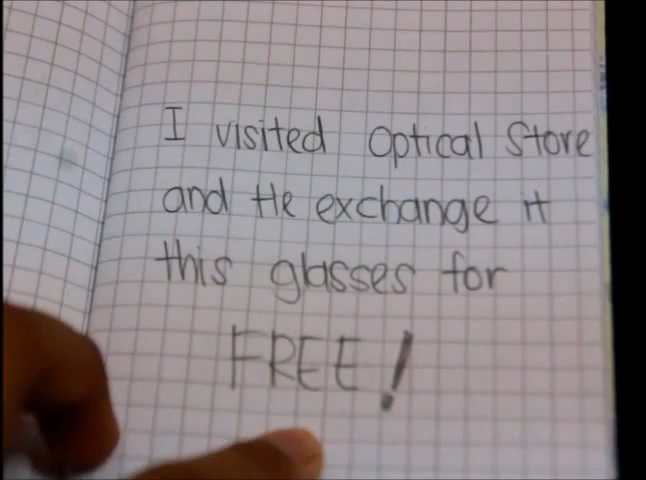 I visited Optical Store
and He exchange it
this glasses for
FREE!